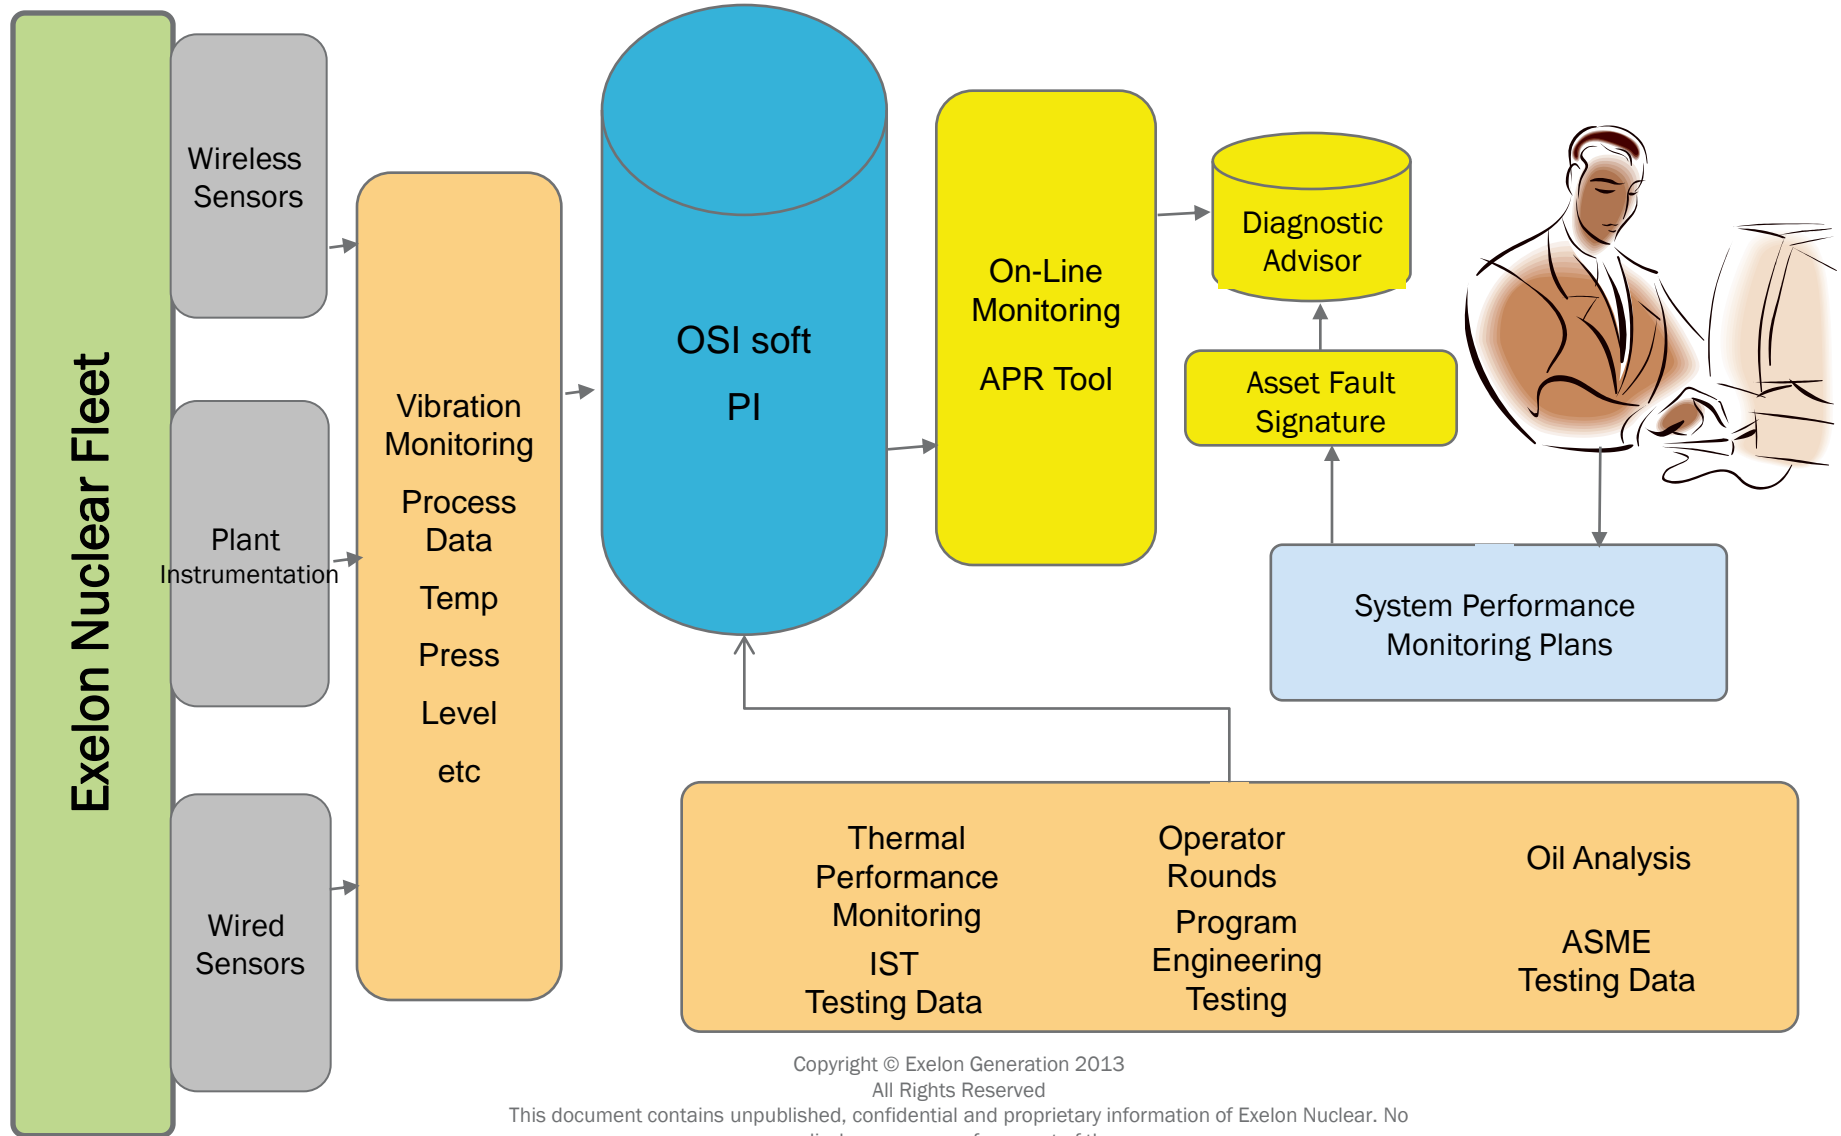 Exelon Nuclear Fleet
Wireless
Sensors
Plant
Instrumentation
Wired
Sensors
Vibration
Monitoring
Process
Data
Temp
Press
Level
etc
OSI soft
PI
On-Line
Monitoring
APR Tool
Diagnostic
Advisor
Asset Fault
Signature
System Performance
Monitoring Plans
Thermal
Performance
Monitoring
IST
Testing Data
Operator
Rounds
Program
Engineering
Testing
Oil Analysis
ASME
Testing Data
Copyright © Exelon Generation 2013
All Rights Reserved
This document contains unpublished, confidential and proprietary information of Exelon Nuclear. No